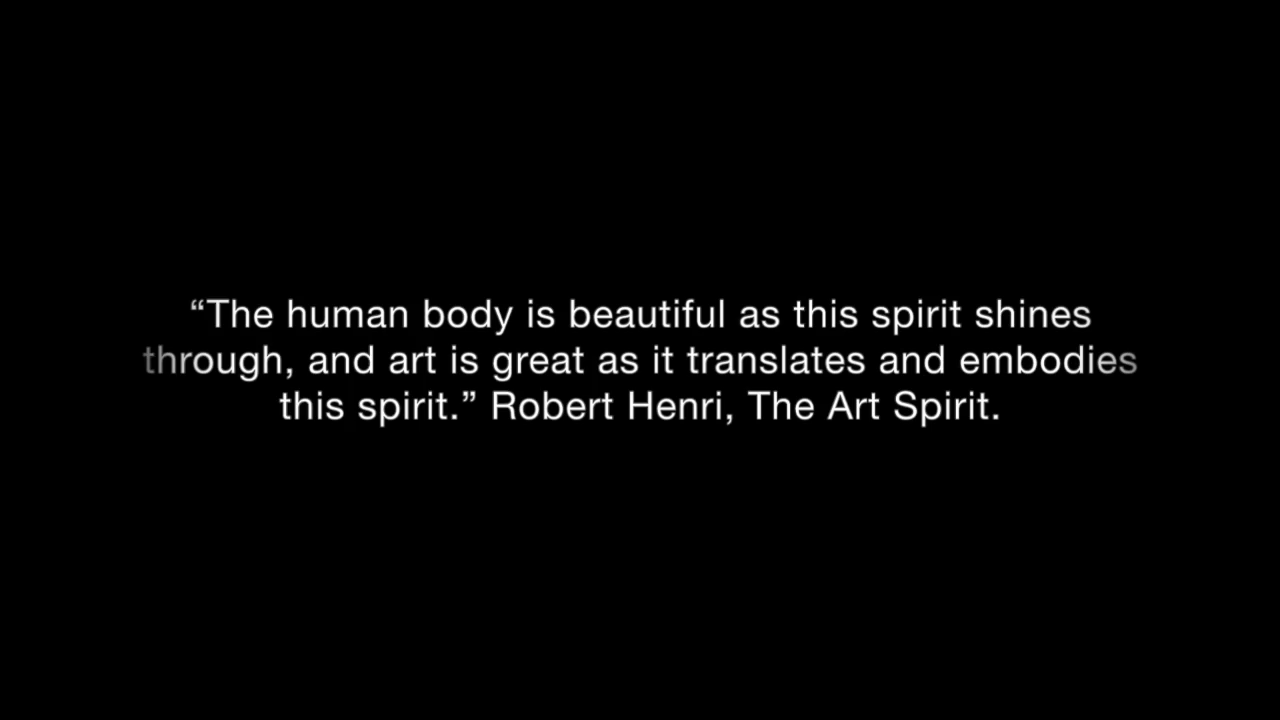 “The human body is beautiful as this spirit shines
through, and art is great as it translates and embodies
this spirit.” Robert Henri, The Art Spirit.